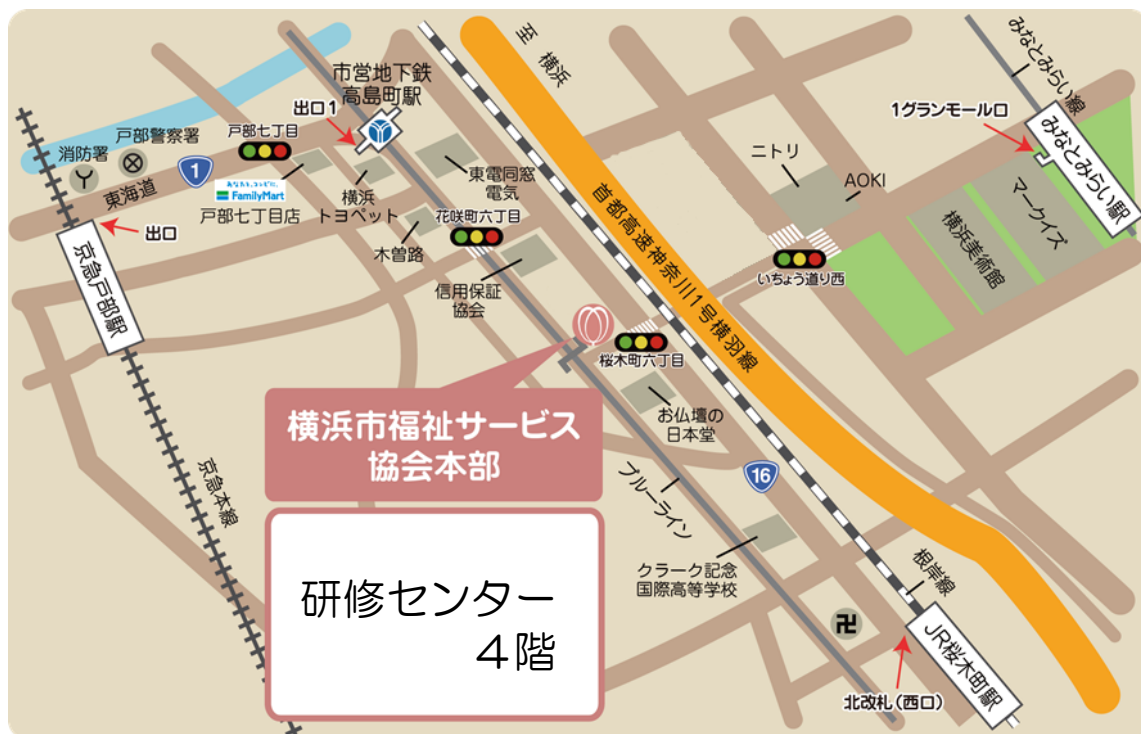 至 横浜
みなとみらい線
市営地下鉄
高島町駅
出口1
1グランモール口
みなとみらい駅
戸部七丁目
戸部警察署
消防署
1
東海道
あなたと、コンビに、
FamilyMart
戸部七丁目店
横浜
トヨペット
東電同窓
電気
ニトリ
AOKI
マークイズ
横浜美術館
出口
京急戸部駅
木曽路
花咲町六丁目
信用保証
協会
首都高速神奈川1号横羽線
いちょう道り西
桜木町六丁目
お仏壇の
日本堂
横浜市福祉サービス
協会本部
研修センター
4階
京急本線
ブルーライン
16
クラーク記念
国際高等学校
根岸線
卍
JR桜木町駅
北改札(西口)